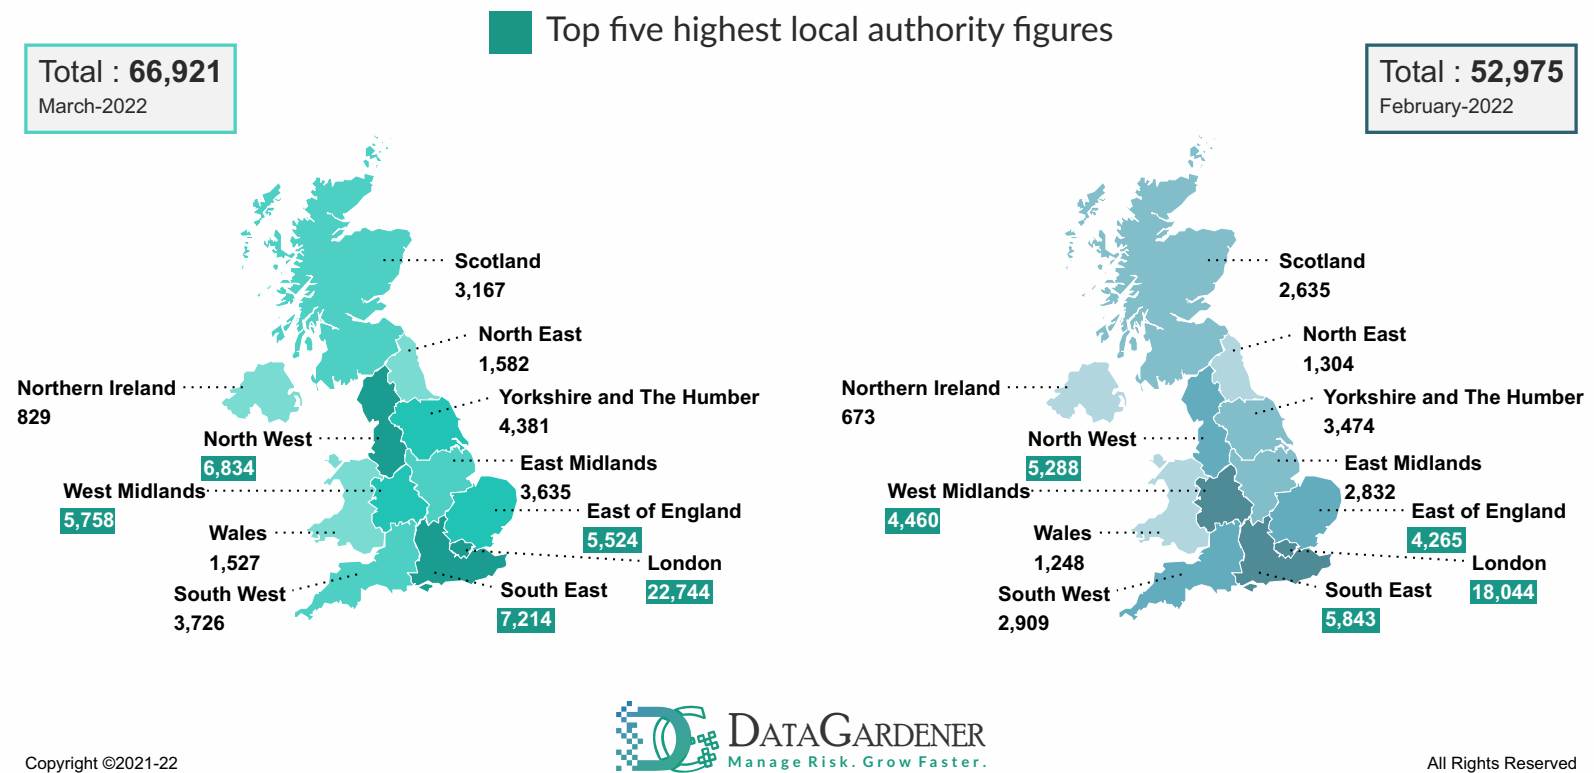 Top five highest local authority figures
Total : 66,921
March-2022
Total : 52,975
February-2022
Scotland
3,167
North East
1,582
Northern Ireland
829
Yorkshire and The Humber
4,381
North West
6,834
East Midlands
3,635
West Midlands
5,758
East of England
5,524
Wales
1,527
London
22,744
South West
3,726
South East
7,214
Scotland
2,635
North East
1,304
Northern Ireland
673
Yorkshire and The Humber
3,474
North West
5,288
East Midlands
2,832
West Midlands
4,460
East of England
4,265
Wales
1,248
London
18,044
South West
2,909
South East
5,843
DATAGARDENER
Manage Risk. Grow Faster.
Copyright ©2021-22
All Rights Reserved